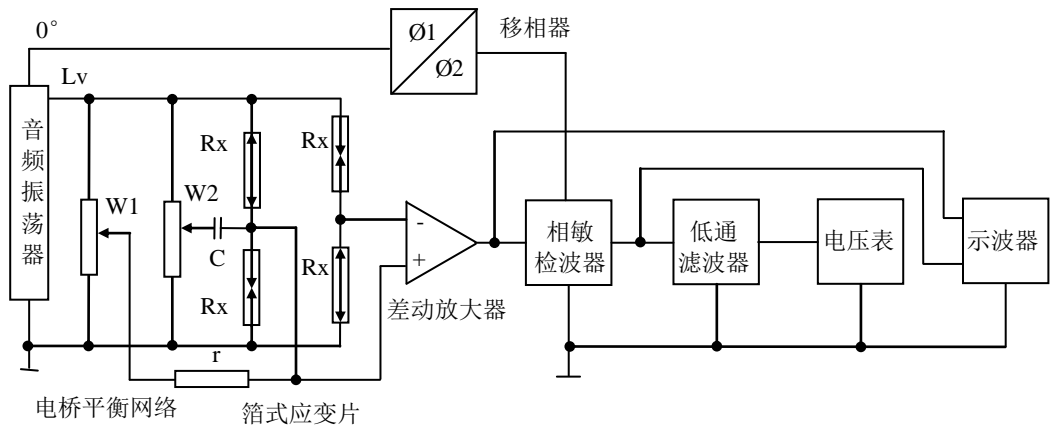 0°
Ø1
Ø2
移相器
Lv
音频振荡器
W1
W2
C
Rx
Rx
Rx
Rx
-
+
差动放大器
相敏
检波器
低通
滤波器
电压表
示波器
r
电桥平衡网络
箔式应变片